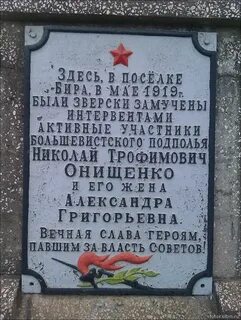 Здесь, в посёлке
Бира, в мае 1919г.
были зверски замучены
интервентами
активные участники
большевистского подполья
Николай Трофимович
Онищенко
и его жена
Александра
Григорьевна.
Вечная слава героям,
павшим за власть Советов!